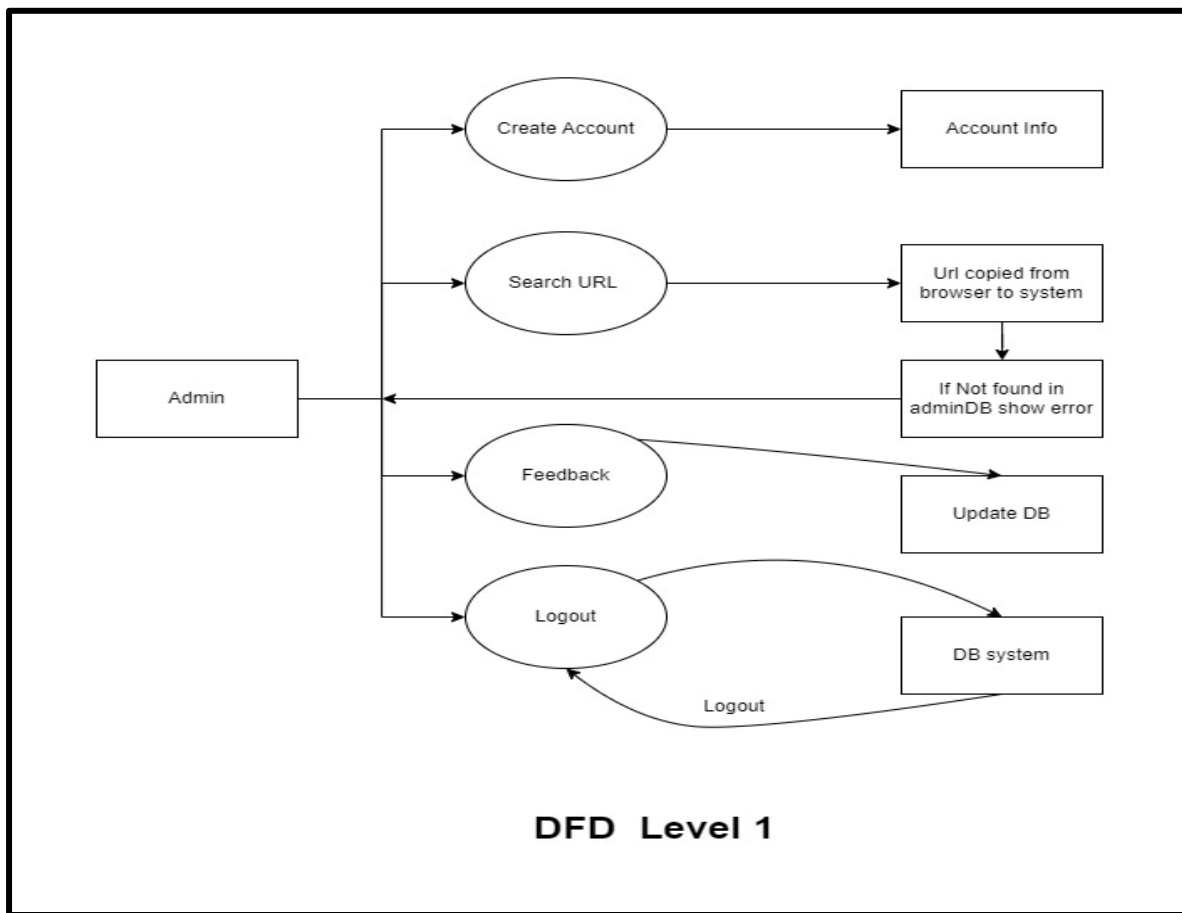 Create Account
Account Info
Search URL
Url copied from
browser to system
Admin
If Not found in
adminDB show error
Feedback
Update DB
Logout
DB system
Logout
DFD Level 1